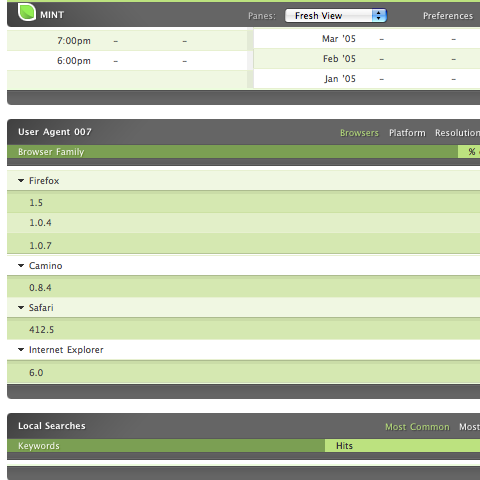 MINT Panes: Fresh View Preferences
7:00pm – – Mar '05 – –
6:00pm – – Feb '05 – –
Jan '05 – –
User Agent 007 Browsers Platform Resolution
Browser Family %
Firefox
1.5
1.0.4
1.0.7
Camino
0.8.4
Safari
412.5
Internet Explorer
6.0
Local Searches Most Common Most
Keywords Hits